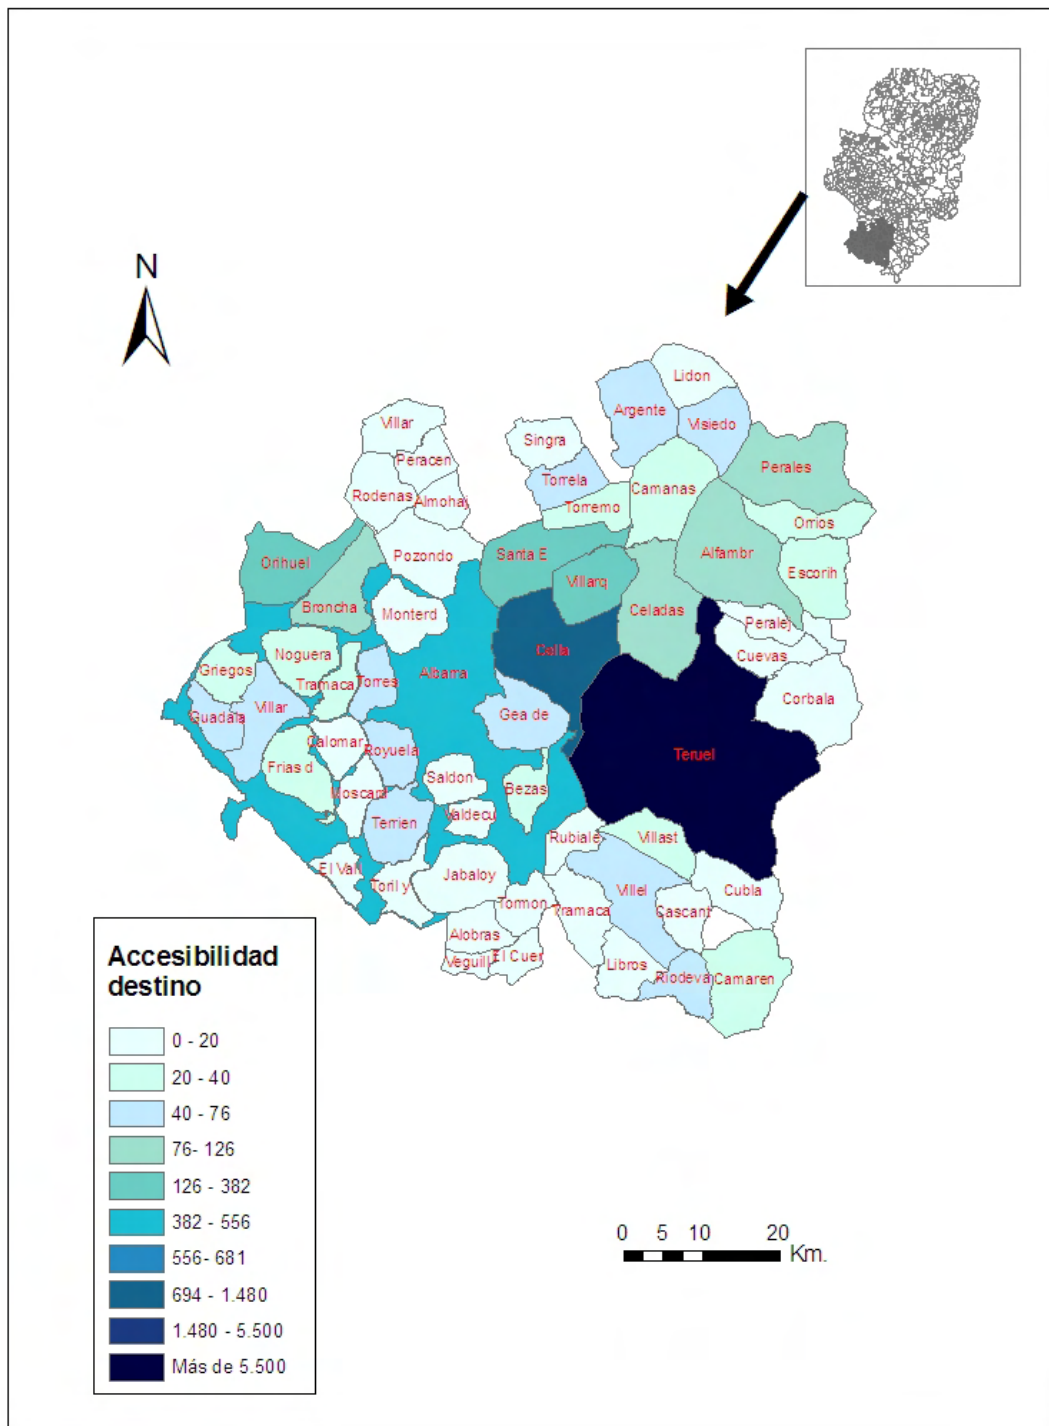 N
Lidon
Argente
Visiedo
Villar
Singra
Peracen
Perales
Torrela
Camanas
Rodenas
Almohaj
Torremo
Orrios
Santa E
Alfambr
Pozondo
Orihuel
Villarq
Escorih
Broncha
Celadas
Monterd
Peralej
Cella
Noguera
Cuevas
Griegos
Albarra
Tramaca
Torres
Corbala
Villar
Guadala
Gea de
Calomar
Royuela
Teruel
Frias d
Saldon
Moscard
Bezas
Valdecu
Terrien
Rubiale
Villast
El Vall
Jabaloy
Toril y
Villel
Cubla
Tormon
Tramaca
Cascant
Alobras
El Cuer
Veguill
Libros
Riodeva
Camaren
Accesibilidad
destino
0 - 20
20 - 40
40 - 76
76- 126
126 - 382
382 - 556
556- 681
694 - 1.480
1.480 - 5.500
Más de 5.500
0 5 10 20
Km.